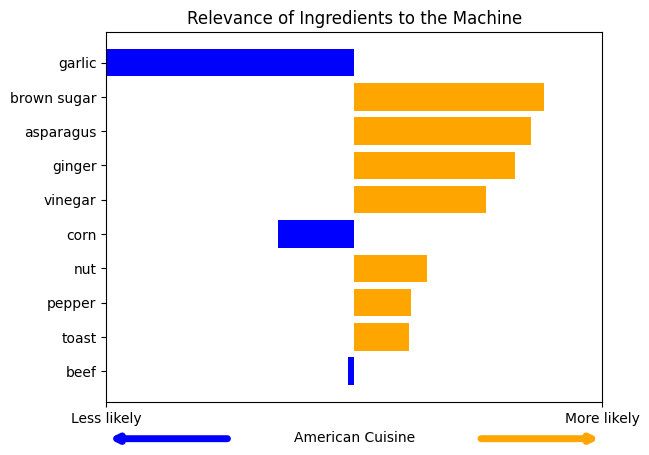 Relevance of Ingredients to the Machine
garlic
brown sugar
asparagus
ginger
vinegar
corn
nut
pepper
toast
beef
Less likely
More likely
American Cuisine